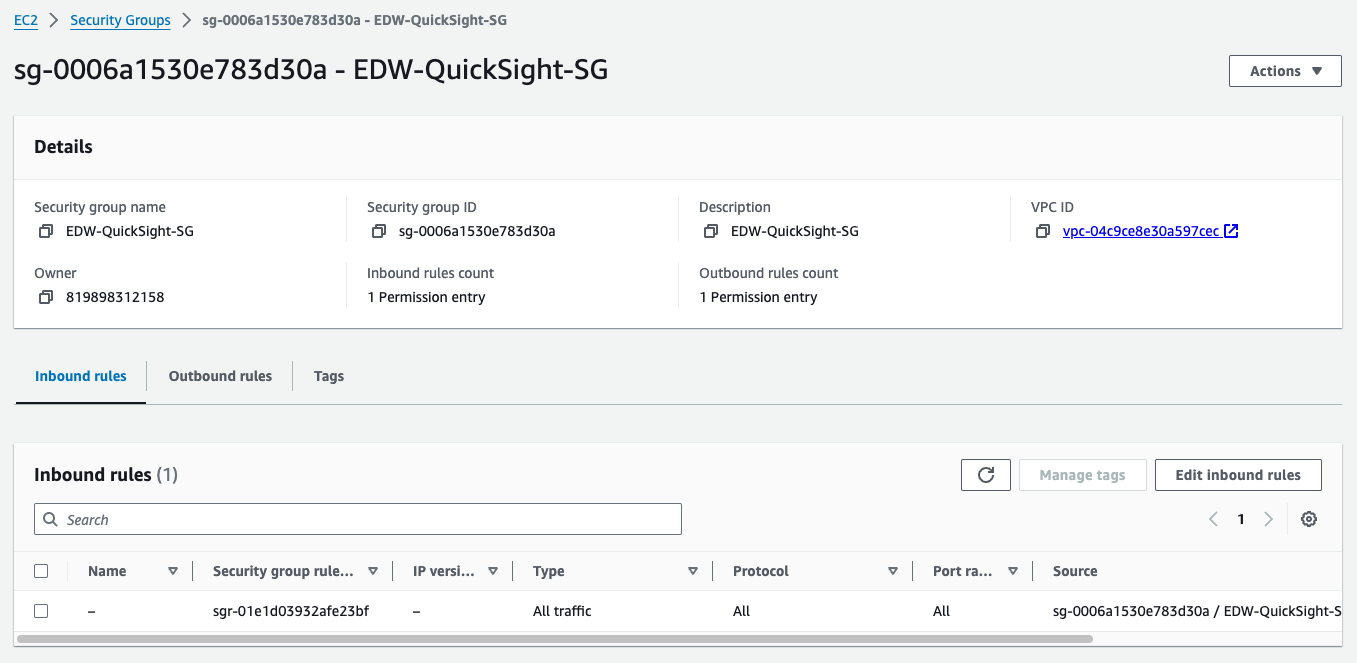 EC2 > Security Groups > sg-0006a1530e783d30a - EDW-QuickSight-SG
sg-0006a1530e783d30a - EDW-QuickSight-SG
Actions
Details
Security group name
EDW-QuickSight-SG
Security group ID
sg-0006a1530e783d30a
Description
EDW-QuickSight-SG
VPC ID
vpc-04c9ce8e30a597cec
Owner
819898312158
Inbound rules count
1 Permission entry
Outbound rules count
1 Permission entry
Inbound rules Outbound rules Tags
Inbound rules (1)
Manage tags Edit inbound rules
Search
1
Name Security group rule... IP versi... Type Protocol Port ra... Source
– sgr-01e1d03932afe23bf – All traffic All All sg-0006a1530e783d30a / EDW-QuickSight-S